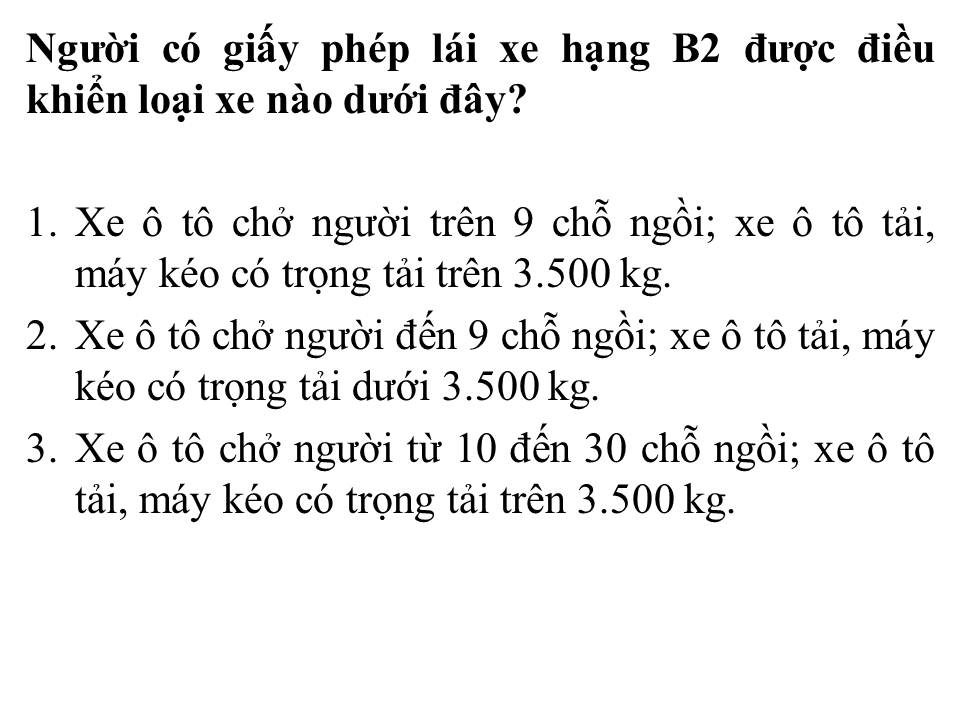 Người có giấy phép lái xe hạng B2 được điều
khiển loại xe nào dưới đây?
1. Xe ô tô chở người trên 9 chỗ ngồi; xe ô tô tải,
máy kéo có trọng tải trên 3.500 kg.
2. Xe ô tô chở người đến 9 chỗ ngồi; xe ô tô tải, máy
kéo có trọng tải dưới 3.500 kg.
3. Xe ô tô chở người từ 10 đến 30 chỗ ngồi; xe ô tô
tải, máy kéo có trọng tải trên 3.500 kg.